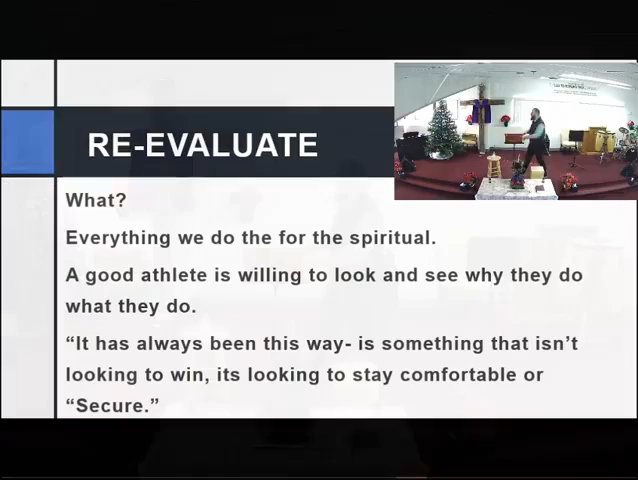 RE-EVALUATE
What?
Everything we do the for the spiritual.
A good athlete is willing to look and see why they do
what they do.
“It has always been this way- is something that isn’t
looking to win, its looking to stay comfortable or
“Secure.”